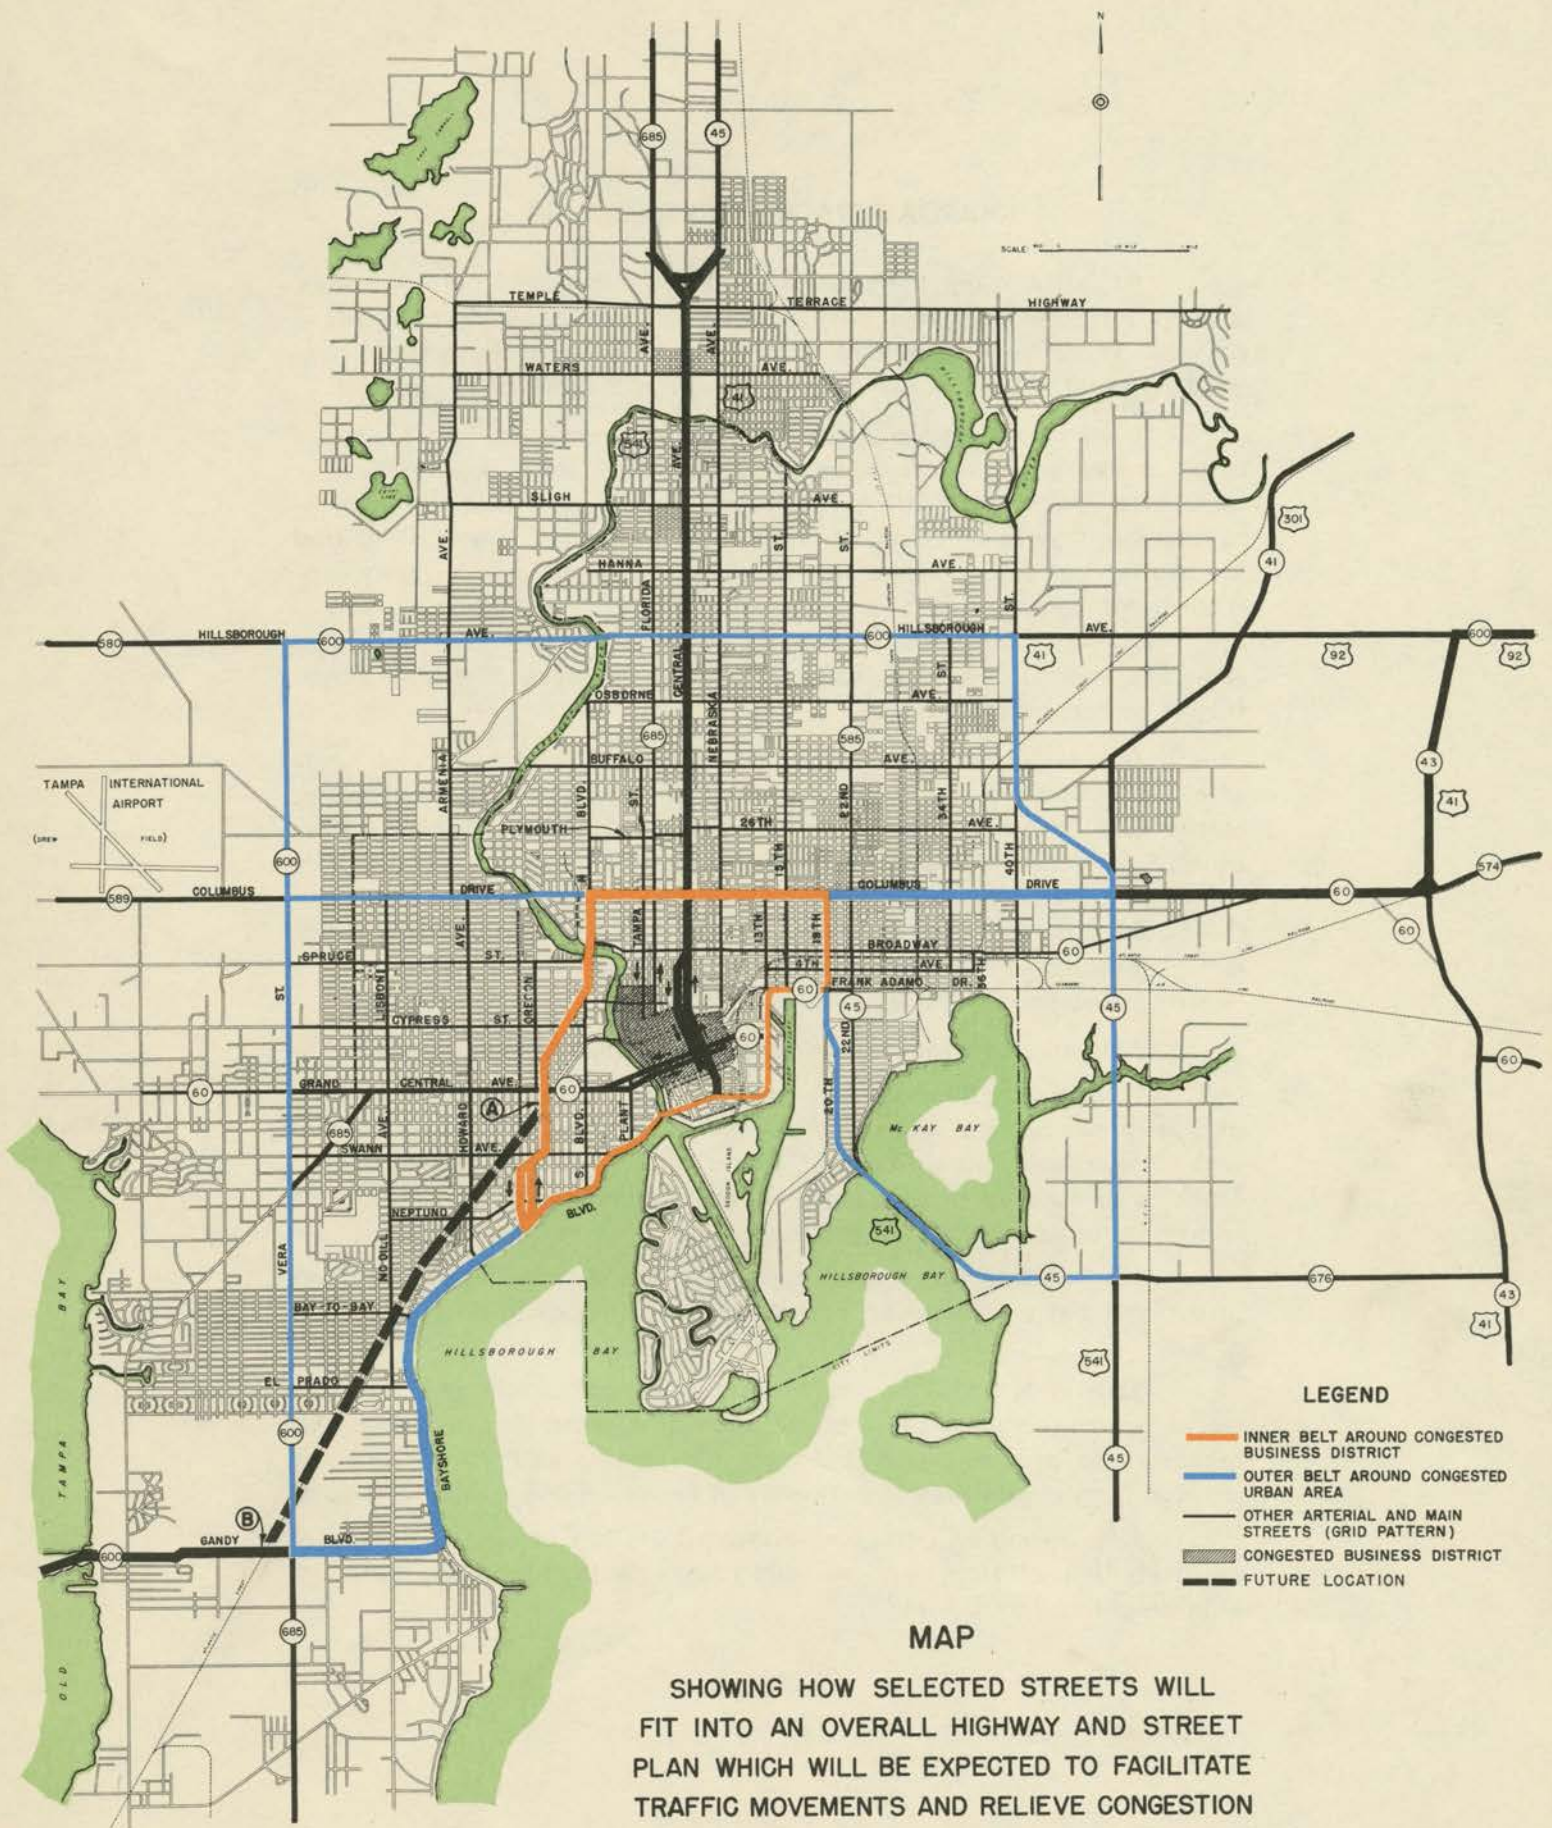 N
SCALE
685
45
TEMPLE
TERRACE
HIGHWAY
AVE.
AVE.
WATERS
AVE.
41
541
AVE.
HILLSBOROUGH
RIVER
SLIGH
AVE.
AVE.
ST.
ST.
301
HANNA
AVE.
41
FLORIDA
ST.
580
HILLSBOROUGH
600
AVE.
600
HILLSBOROUGH
AVE.
41
92
600
92
CENTRAL
ST.
OSBORNE
AVE.
NEBRASKA
685
585
BUFFALO
AVE.
43
41
TAMPA INTERNATIONAL
AIRPORT
(DREW FIELD)
ARMENIA
BLVD.
ST.
22ND
34TH
PLYMOUTH
26TH
AVE.
15TH
40TH
600
574
589
COLUMBUS
DRIVE
N
COLUMBUS
DRIVE
60
TAMPA
13TH
19TH
AVE.
60
BROADWAY
60
SPRUCE
ST.
4TH
AVE.
36TH
LISBON
OREGON
60
FRANK ADAMO DR.
ST.
45
45
CYPRESS
ST.
60
22ND
60
60
GRAND
CENTRAL
AVE.
60
20TH
A
685
AVE.
HOWARD
BLVD.
PLANT
SWANN
AVE.
S.
Mc KAY BAY
SEDDON ISLAND
NEPTUNE
BLVD.
541
VERA
HILLSBOROUGH BAY
45
676
43
BAY-TO-BAY
41
HILLSBOROUGH BAY
CITY LIMITS
541
EL PRADO
600
BAYSHORE
45
B
GANDY
BLVD.
600
685
OLD TAMPA BAY
LEGEND
INNER BELT AROUND CONGESTED
BUSINESS DISTRICT
OUTER BELT AROUND CONGESTED
URBAN AREA
OTHER ARTERIAL AND MAIN
STREETS (GRID PATTERN)
CONGESTED BUSINESS DISTRICT
FUTURE LOCATION
MAP
SHOWING HOW SELECTED STREETS WILL
FIT INTO AN OVERALL HIGHWAY AND STREET
PLAN WHICH WILL BE EXPECTED TO FACILITATE
TRAFFIC MOVEMENTS AND RELIEVE CONGESTION